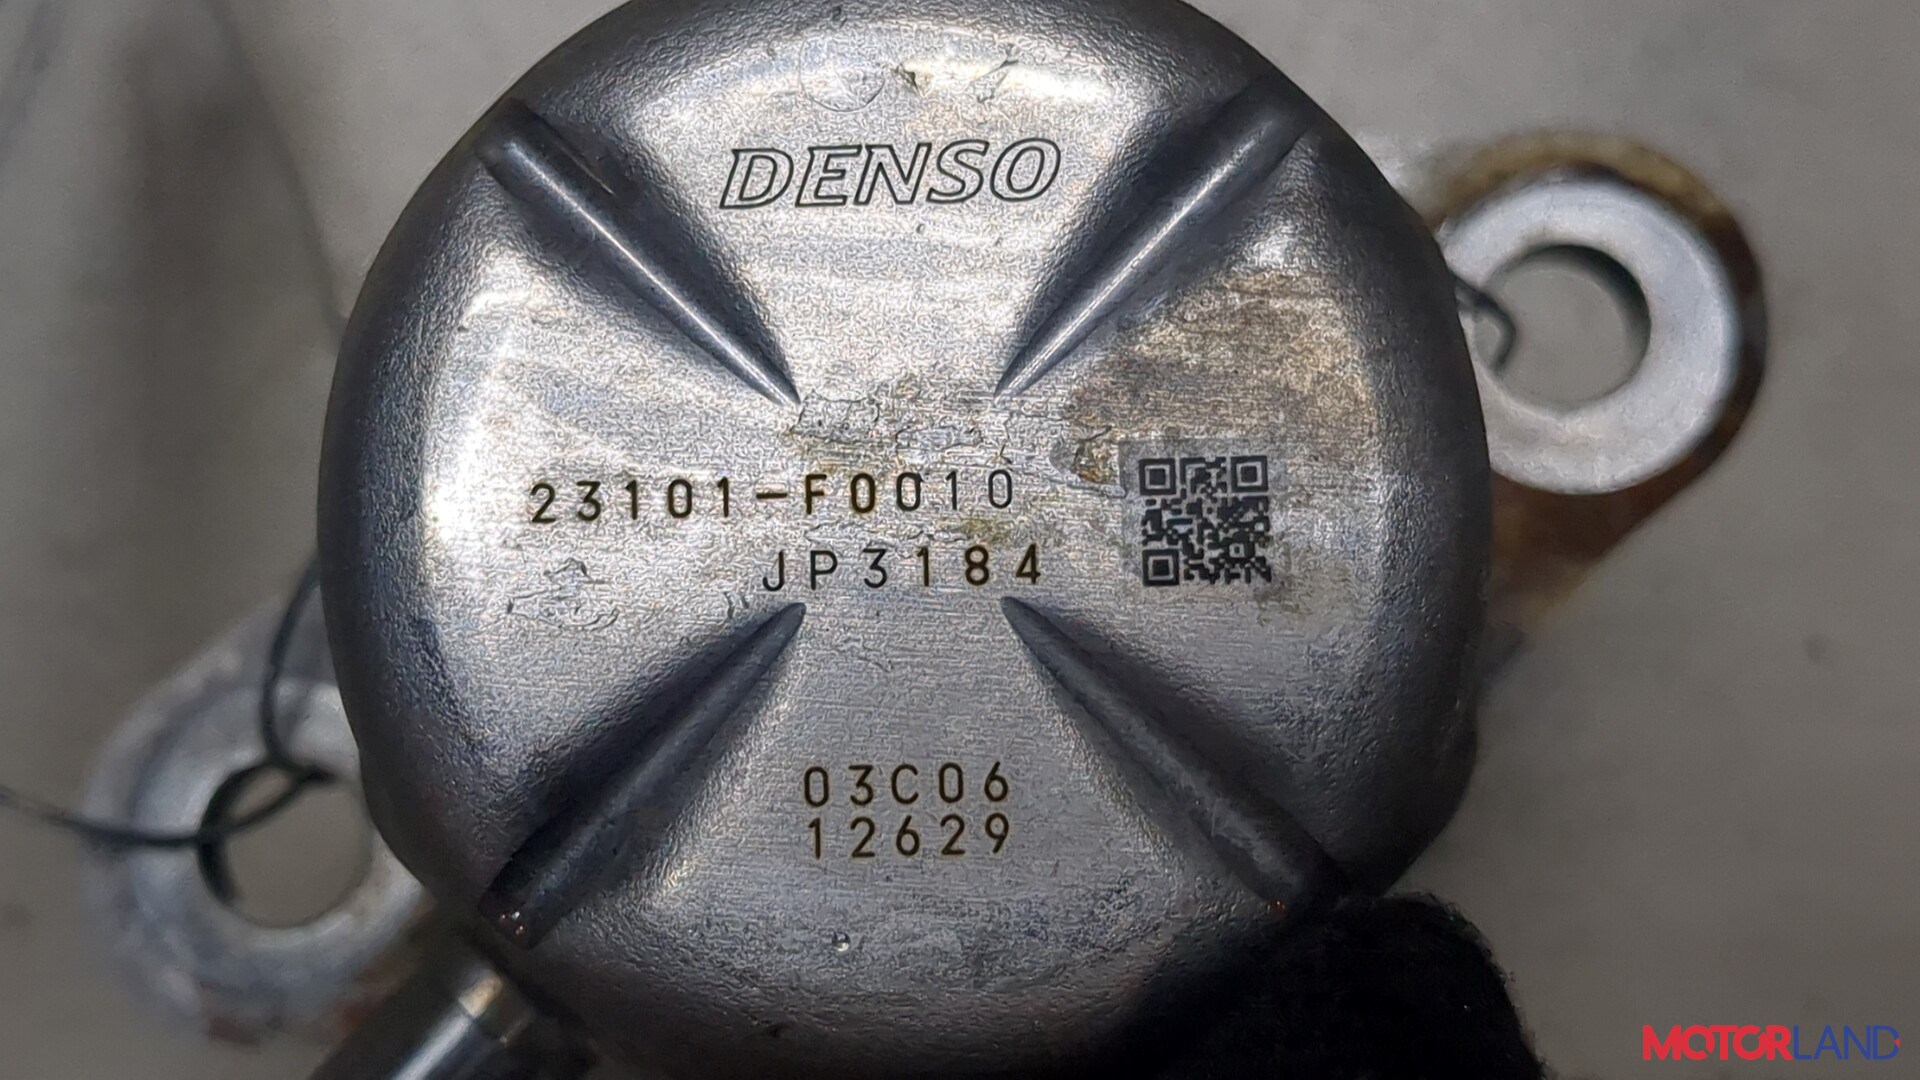 DENSO
23101-F0010
JP3184
03C06
12629
MOTORLAND